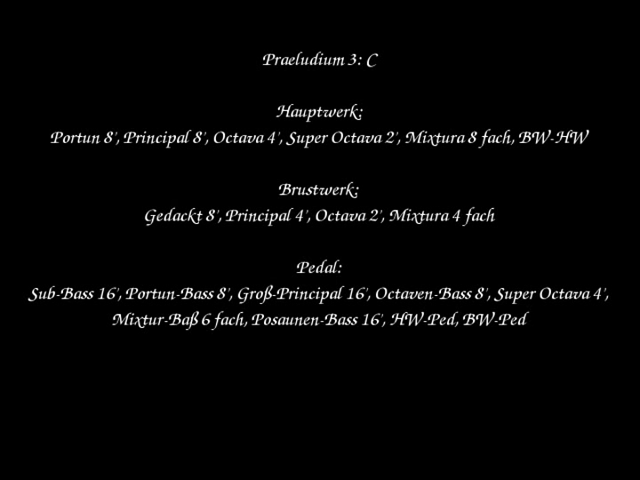 Praeludium 3: C
Hauptwerk:
Portun 8', Principal 8', Octava 4', Super Octava 2', Mixtura 8 fach, BW-HW
Brustwerk:
Gedackt 8', Principal 4', Octava 2', Mixtura 4 fach
Pedal:
Sub-Bass 16', Portun-Bass 8', Groß-Principal 16', Octaven-Bass 8', Super Octava 4',
Mixtur-Baß 6 fach, Posaunen-Bass 16', HW-Ped, BW-Ped